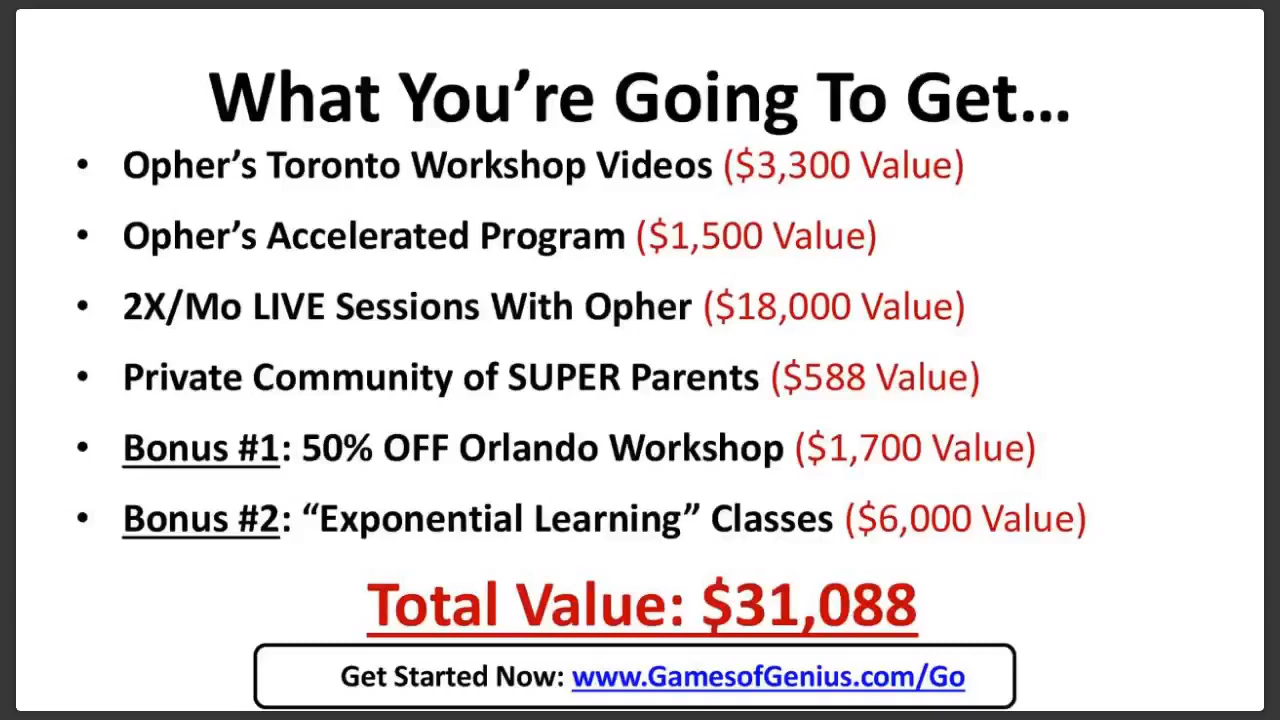 What You’re Going To Get…
• Opher’s Toronto Workshop Videos ($3,300 Value)
• Opher’s Accelerated Program ($1,500 Value)
• 2X/Mo LIVE Sessions With Opher ($18,000 Value)
• Private Community of SUPER Parents ($588 Value)
• Bonus #1: 50% OFF Orlando Workshop ($1,700 Value)
• Bonus #2: “Exponential Learning” Classes ($6,000 Value)
Total Value: $31,088
Get Started Now: www.GamesofGenius.com/Go